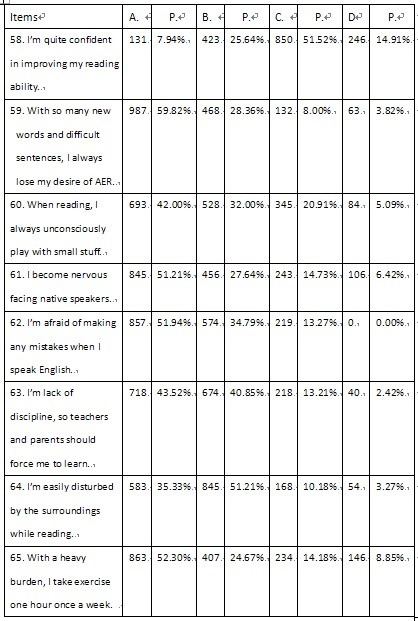 Items A. P. B. P. C. P. D P.
58. I'm quite confident 131 7.94%. 423 25.64% 850 51.52% 246 14.91%
in improving my reading
ability.
59. With so many new 987 59.82% 468 28.36% 132 8.00% 63 3.82%
words and difficult
sentences, I always
lose my desire of AER.
60. When reading, I 693 42.00% 528 32.00% 345 20.91% 84 5.09%
always unconsciously
play with small stuff.
61. I become nervous 845 51.21% 456 27.64% 243 14.73% 106 6.42%
facing native speakers.
62. I'm afraid of making 857 51.94% 574 34.79% 219 13.27% 0 0.00%
any mistakes when I
speak English.
63. I'm lack of 718 43.52% 674 40.85% 218 13.21% 40 2.42%
discipline, so teachers
and parents should
force me to learn.
64. I'm easily disturbed 583 35.33% 845 51.21% 168 10.18% 54 3.27%
by the surroundings
while reading.
65. With a heavy 863 52.30% 407 24.67% 234 14.18% 146 8.85%
burden, I take exercise
one hour once a week.